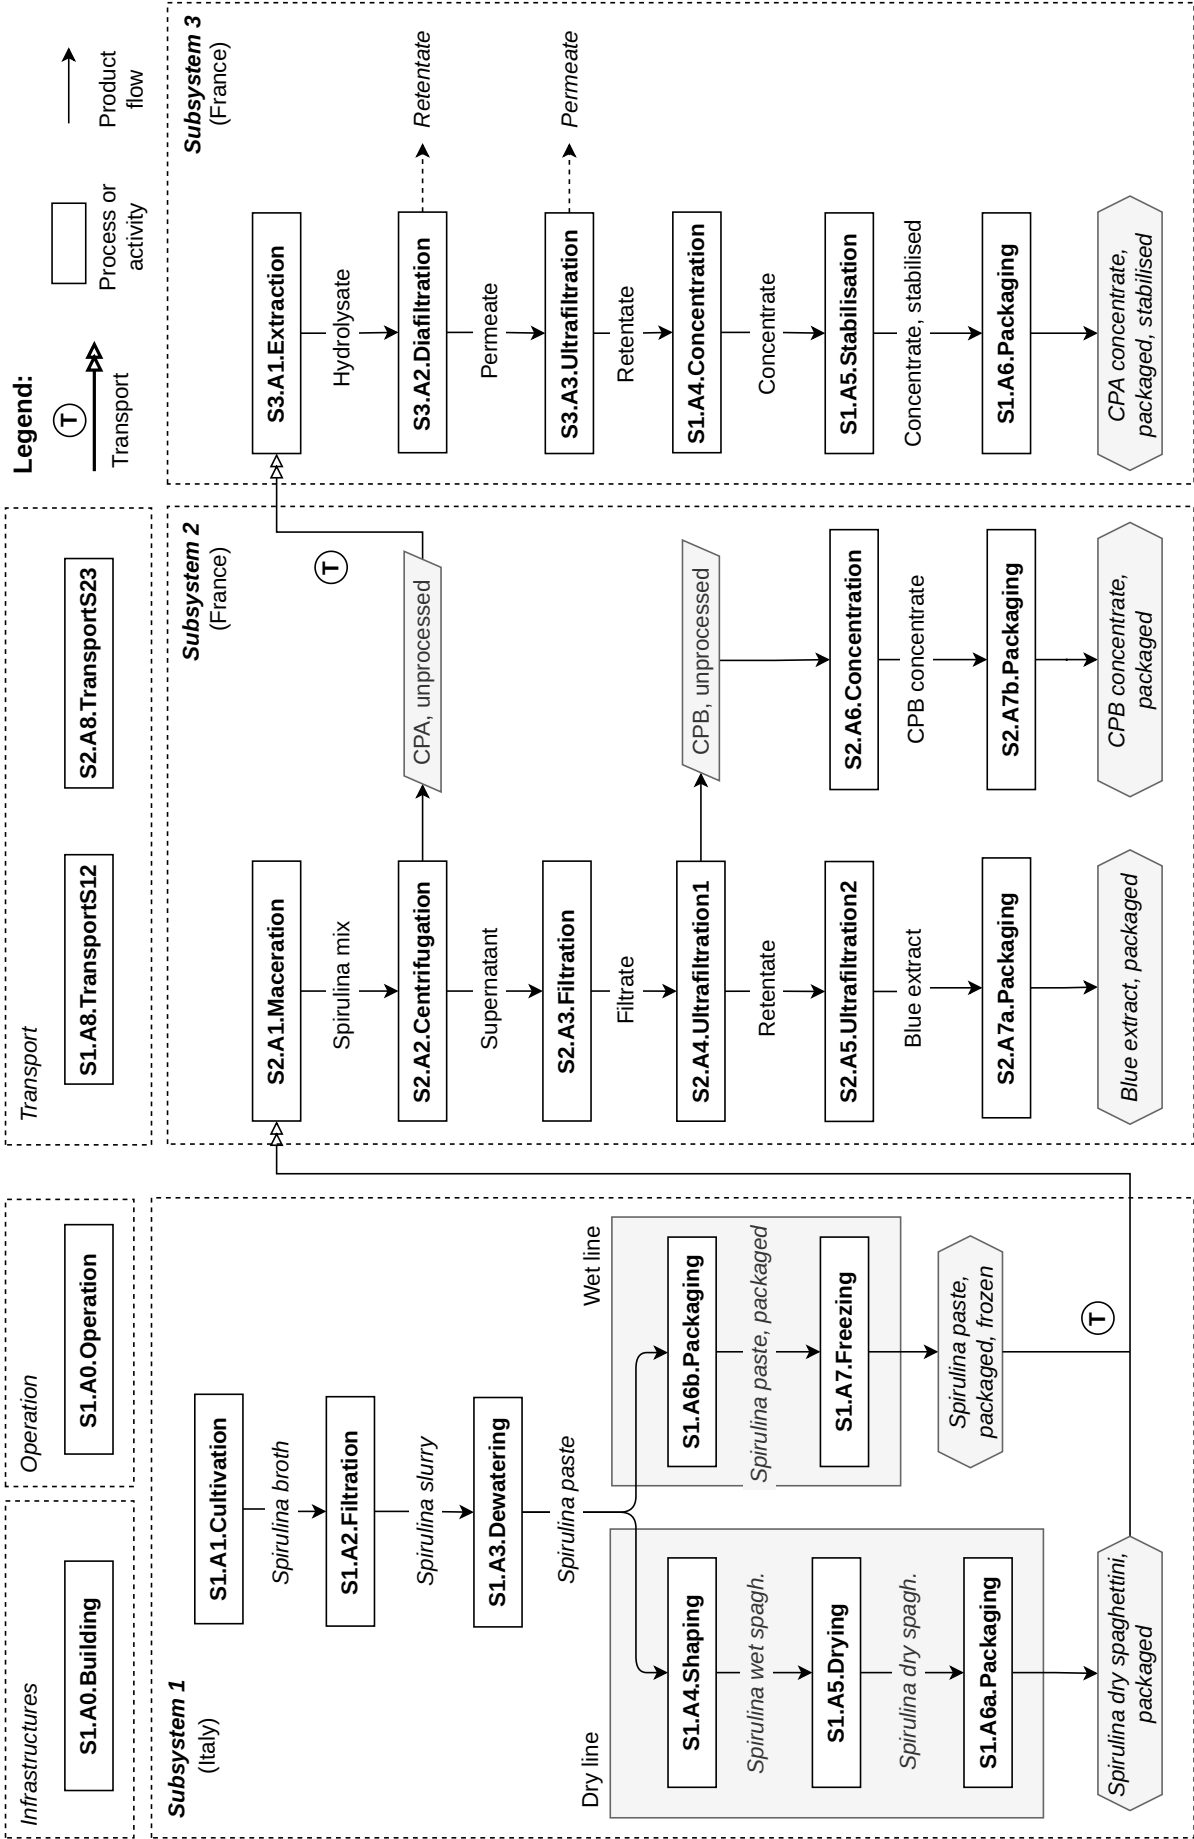 Infrastructures
S1.A0.Building
Operation
S1.A0.Operation
Transport
S1.A8.TransportS12
S2.A8.TransportS23
Legend:
T
Transport
Process or
activity
Product
flow
Subsystem 1
(Italy)
S1.A1.Cultivation
Spirulina broth
S1.A2.Filtration
Spirulina slurry
S1.A3.Dewatering
Spirulina paste
Dry line
S1.A4.Shaping
Spirulina wet spagh.
S1.A5.Drying
Spirulina dry spagh.
S1.A6a.Packaging
Spirulina dry spaghettini,
packaged
Wet line
S1.A6b.Packaging
Spirulina paste, packaged
S1.A7.Freezing
Spirulina paste,
packaged, frozen
T
Subsystem 2
(France)
S2.A1.Maceration
Spirulina mix
S2.A2.Centrifugation
Supernatant
S2.A3.Filtration
Filtrate
S2.A4.Ultrafiltration1
Retentate
S2.A5.Ultrafiltration2
Blue extract
S2.A7a.Packaging
Blue extract, packaged
T
CPA, unprocessed
CPB, unprocessed
S2.A6.Concentration
CPB concentrate
S2.A7b.Packaging
CPB concentrate,
packaged
Subsystem 3
(France)
S3.A1.Extraction
Hydrolysate
S3.A2.Diafiltration
Retentate
Permeate
S3.A3.Ultrafiltration
Permeate
Retentate
S1.A4.Concentration
Concentrate
S1.A5.Stabilisation
Concentrate, stabilised
S1.A6.Packaging
CPA concentrate,
packaged, stabilised